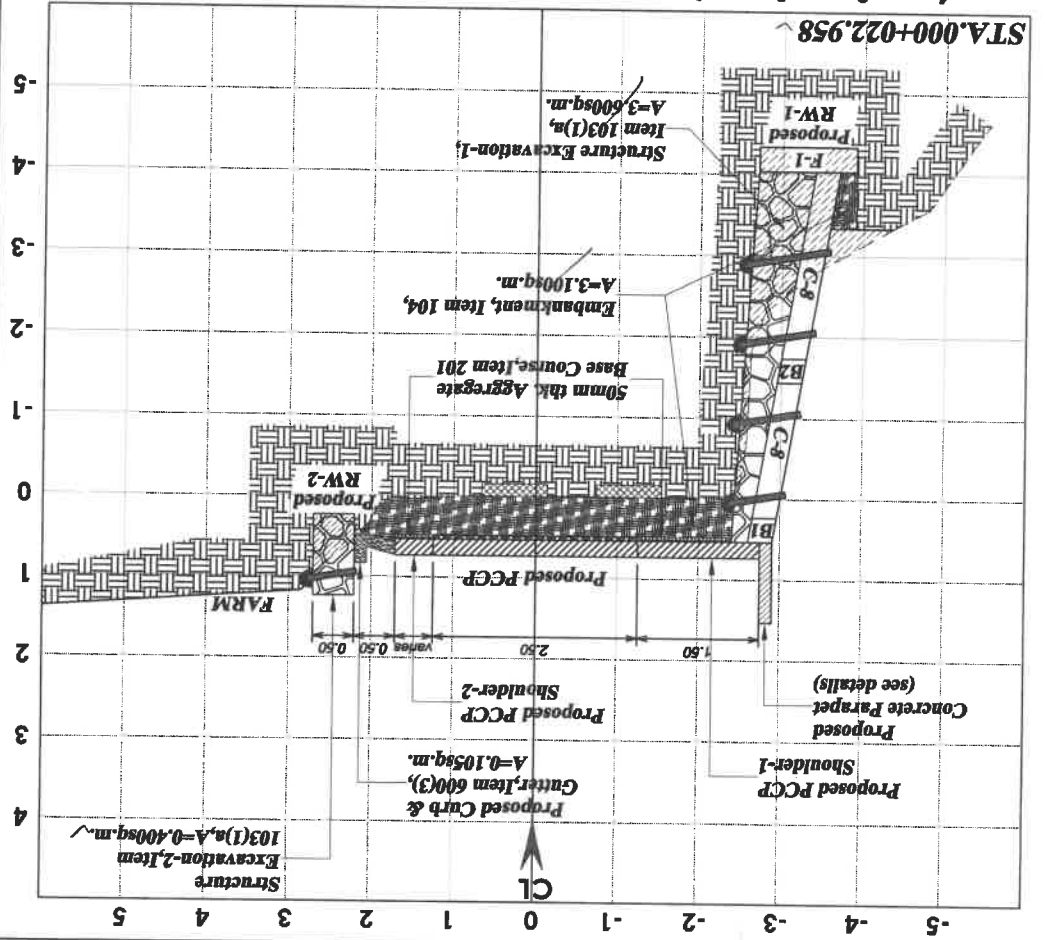 STA.000+022.958
Structure Excavation-1,
Item 103(1)a,
A=3.600sq.m.
Proposed
RW-1
F-1
Embankment, Item 104,
A=3.100sq.m.
50mm thk. Aggregate
Base Course,Item 201
C-8
B2
C-8
B1
Proposed
RW-2
Proposed PCCP
FARM
1.50
2.50
varies
0.50
0.50
Proposed
Concrete Parapet
(see details)
Proposed PCCP
Shoulder-1
Proposed PCCP
Shoulder-2
Proposed Curb &
Gutter,Item 600(3),
A=0.105sq.m.
Structure
Excavation-2,Item
103(1)a,A=0.400sq.m.
CL
4
3
2
1
0
-1
-2
-3
-4
-5
-5
-4
-3
-2
-1
0
1
2
3
4
5